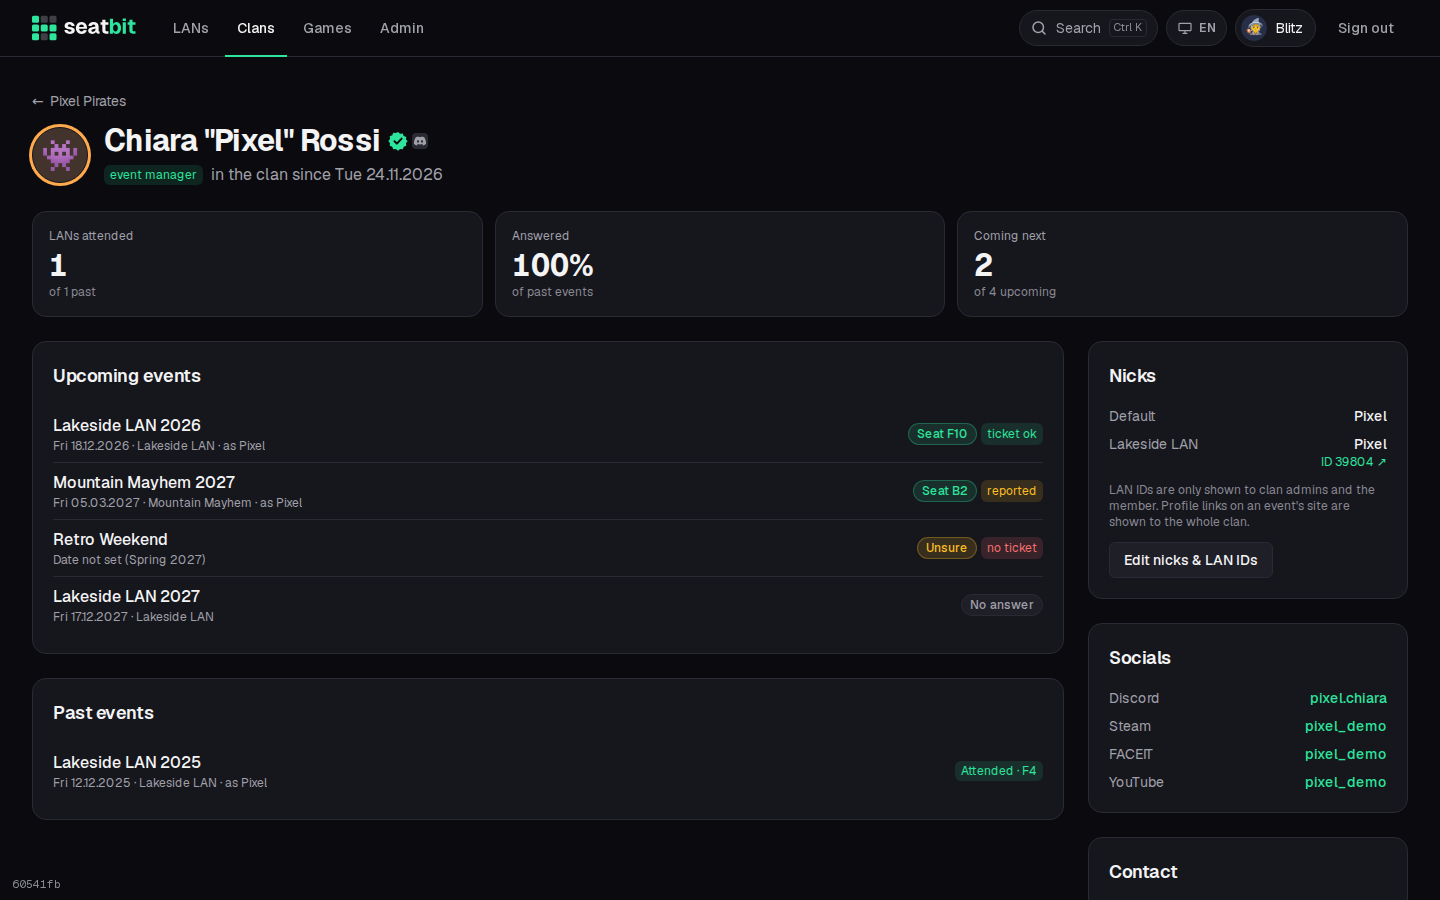 seatbit
LANs
Clans
Games
Admin
Search
Ctrl K
EN
Blitz
Sign out
← Pixel Pirates
Chiara "Pixel" Rossi
event manager
in the clan since Tue 24.11.2026
LANs attended
1
of 1 past
Answered
100%
of past events
Coming next
2
of 4 upcoming
Upcoming events
Lakeside LAN 2026
Fri 18.12.2026 · Lakeside LAN · as Pixel
Seat F10
ticket ok
Mountain Mayhem 2027
Fri 05.03.2027 · Mountain Mayhem · as Pixel
Seat B2
reported
Retro Weekend
Date not set (Spring 2027)
Unsure
no ticket
Lakeside LAN 2027
Fri 17.12.2027 · Lakeside LAN
No answer
Past events
Lakeside LAN 2025
Fri 12.12.2025 · Lakeside LAN · as Pixel
Attended · F4
Nicks
Default
Pixel
Lakeside LAN
Pixel
ID 39804 ↗
LAN IDs are only shown to clan admins and the
member. Profile links on an event's site are
shown to the whole clan.
Edit nicks & LAN IDs
Socials
Discord
pixel.chiara
Steam
pixel_demo
FACEIT
pixel_demo
YouTube
pixel_demo
Contact
60541fb